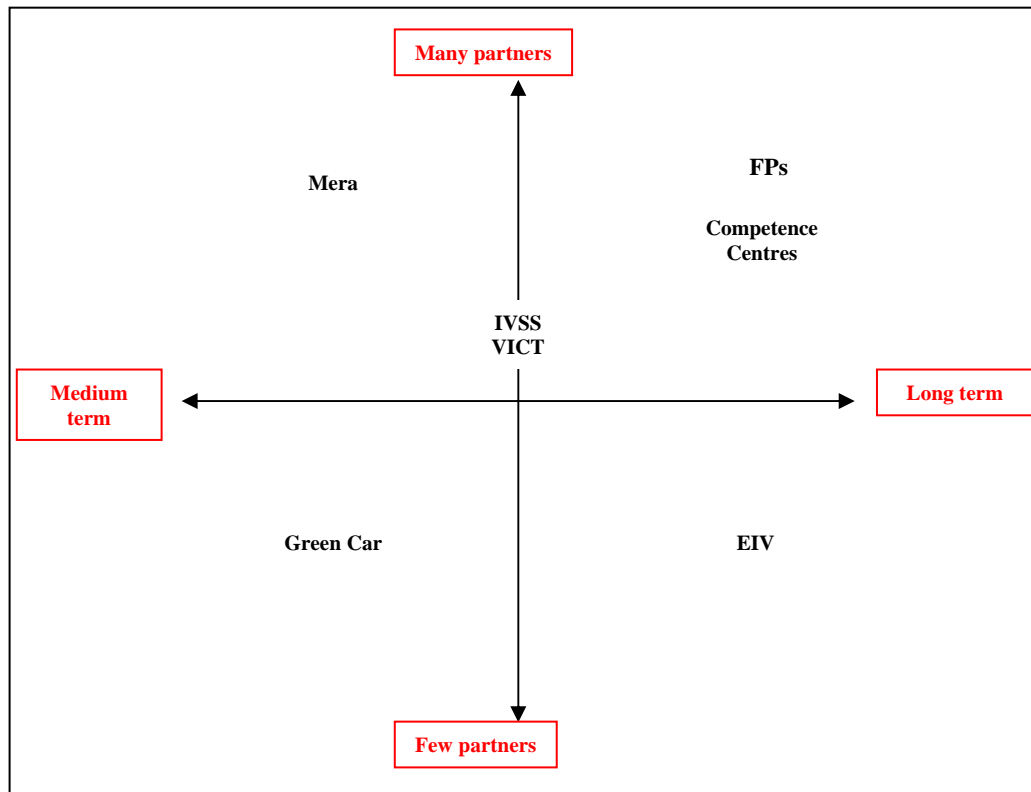 Many partners
FPs
Mera
Competence
Centres
IVSS
VICT
Medium
term
Long term
Green Car
EIV
Few partners